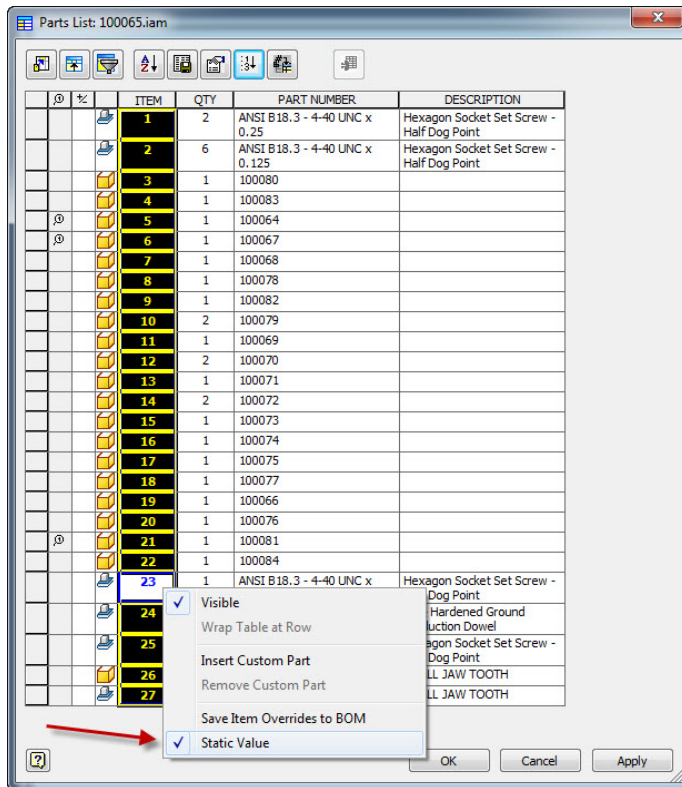 Parts List: 100065.iam
ITEM QTY PART NUMBER DESCRIPTION
1 2 ANSI B18.3 - 4-40 UNC x Hexagon Socket Set Screw -
0.25 Half Dog Point
2 6 ANSI B18.3 - 4-40 UNC x Hexagon Socket Set Screw -
0.125 Half Dog Point
3 1 100080
4 1 100083
5 1 100064
6 1 100067
7 1 100068
8 1 100078
9 1 100082
10 2 100079
11 1 100069
12 2 100070
13 1 100071
14 2 100072
15 1 100073
16 1 100074
17 1 100075
18 1 100077
19 1 100066
20 1 100076
21 1 100081
22 1 100084
23 1 ANSI B18.3 - 4-40 UNC x Hexagon Socket Set Screw -
Dog Point
24 Hardened Ground
uction Dowel
25 agon Socket Set Screw -
Dog Point
26 LL JAW TOOTH
27 LL JAW TOOTH
Visible
Wrap Table at Row
Insert Custom Part
Remove Custom Part
Save Item Overrides to BOM
Static Value
OK Cancel Apply